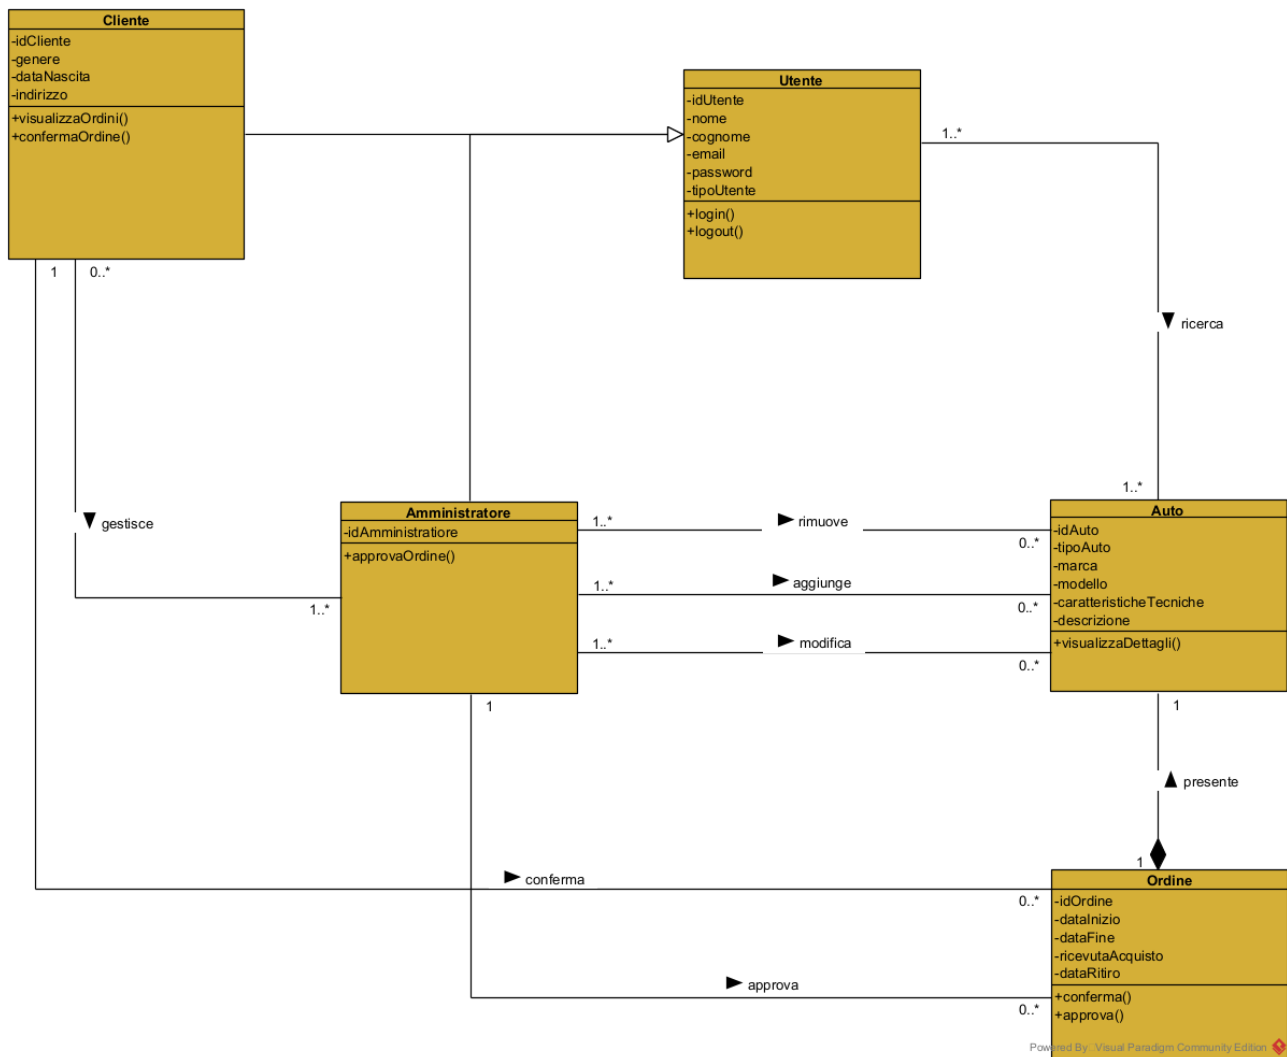 Cliente
-idCliente
-genere
-dataNascita
-indirizzo
+visualizzaOrdini()
+confermaOrdine()
Utente
-idUtente
-nome
-cognome
-email
-password
-tipoUtente
+login()
+logout()
1..*
1
0..*
ricerca
1..*
gestisce
1..*
Amministratore
-idAmministratiore
+approvaOrdine()
1..*
rimuove
0..*
1..*
aggiunge
0..*
1..*
modifica
0..*
Auto
-idAuto
-tipoAuto
-marca
-modello
-caratteristicheTecniche
-descrizione
+visualizzaDettagli()
1
1
presente
1
conferma
0..*
approva
0..*
Ordine
-idOrdine
-dataInizio
-dataFine
-ricevutaAcquisto
-dataRitiro
+conferma()
+approva()
Powered By Visual Paradigm Community Edition